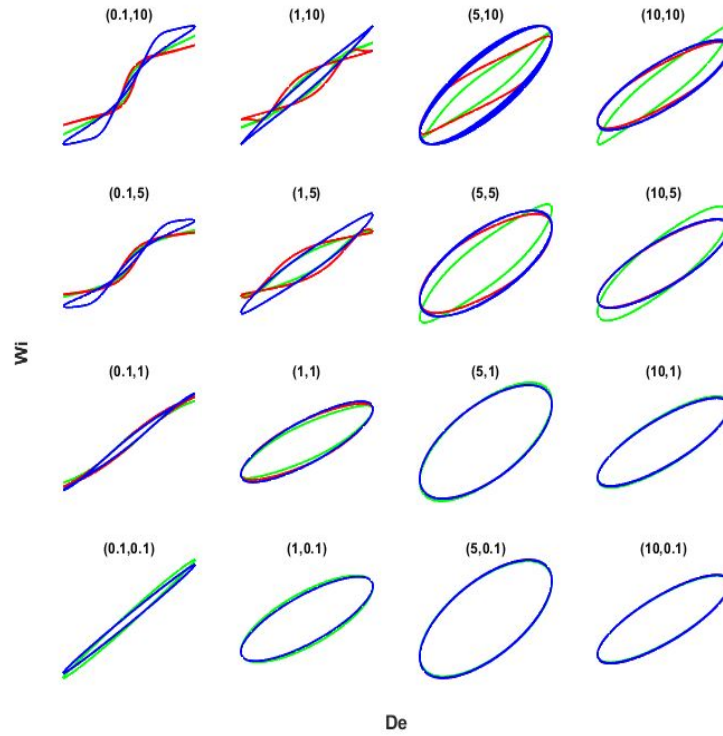 (0.1,10) (1,10) (5,10) (10,10)
(0.1,5) (1,5) (5,5) (10,5)
Wi
(0.1,1) (1,1) (5,1) (10,1)
(0.1,0.1) (1,0.1) (5,0.1) (10,0.1)
De